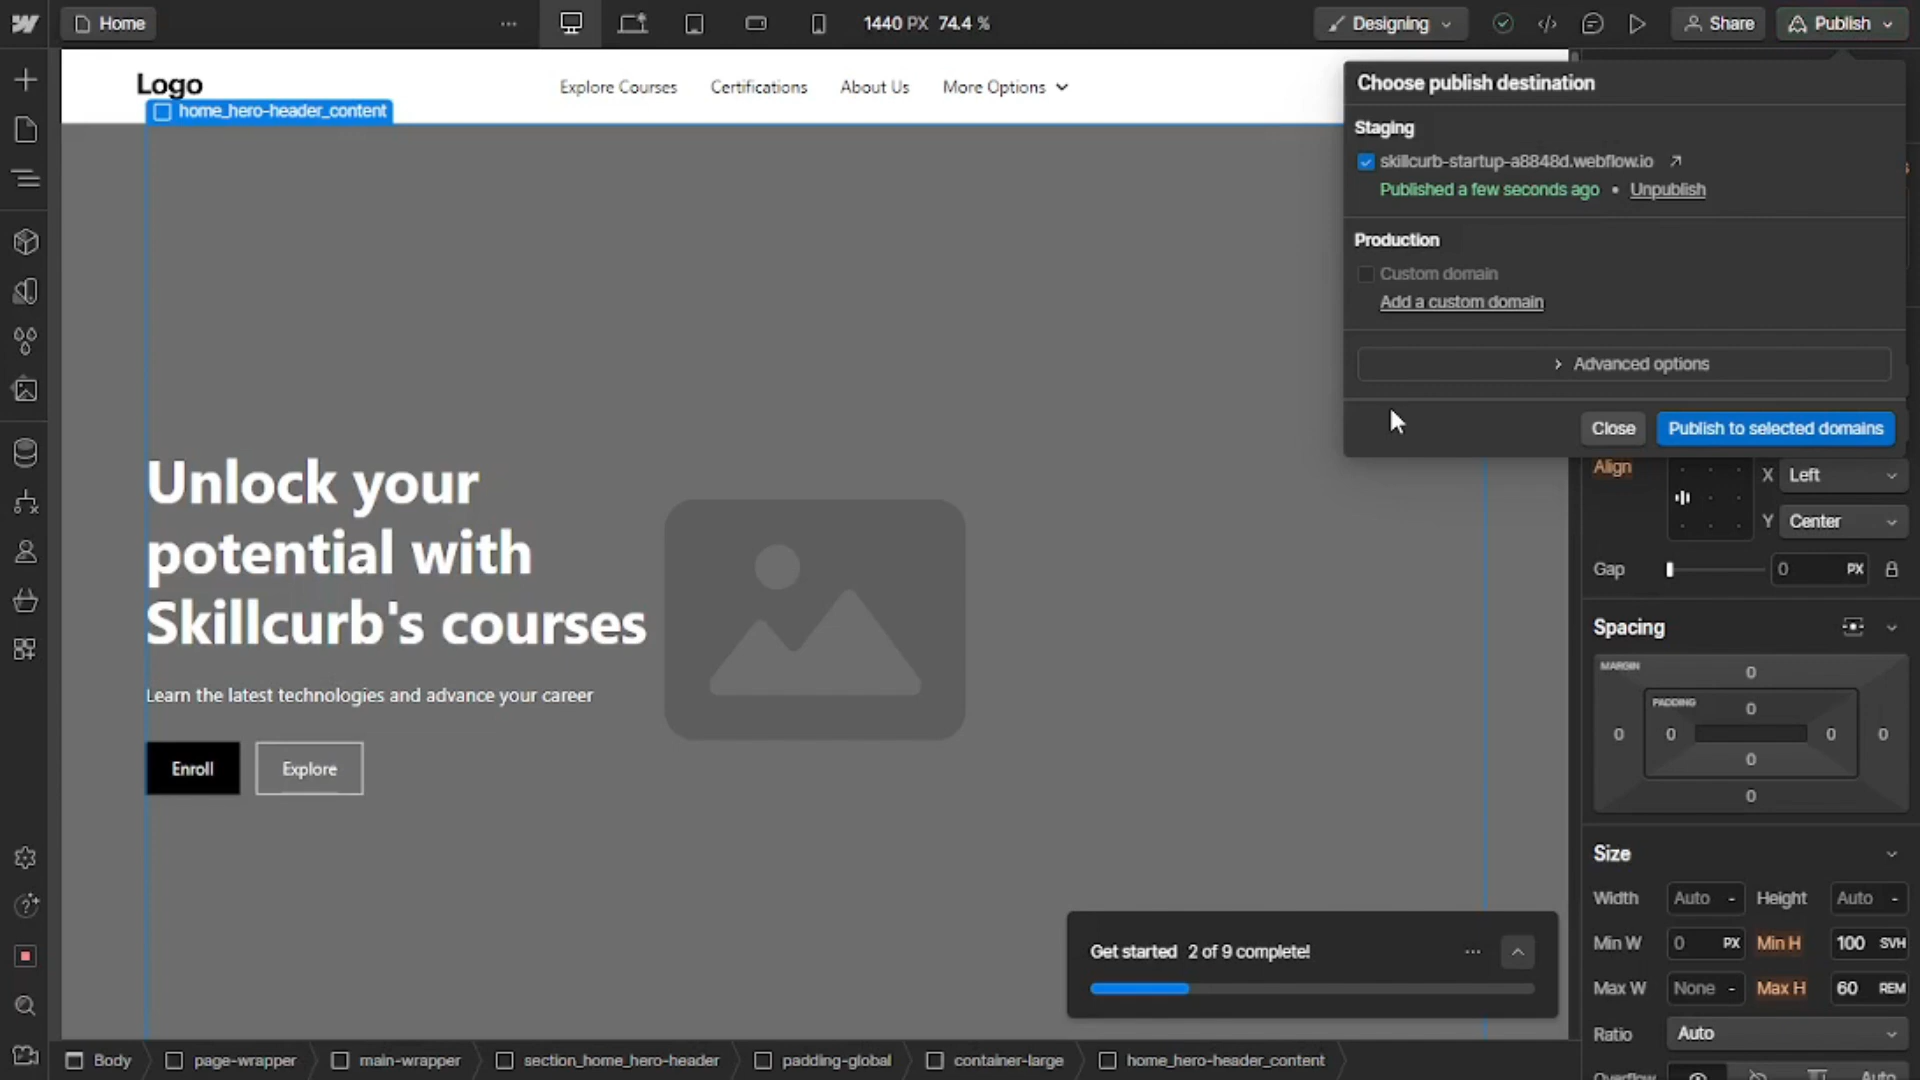 Home
1440 PX 74.4 %
Designing
Share
Publish
Logo
Explore Courses
Certifications
About Us
More Options
home_hero-header_content
Choose publish destination
Staging
skillcurb-startup-a8848d.webflow.io
Published a few seconds ago • Unpublish
Production
Custom domain
Add a custom domain
Advanced options
Close
Publish to selected domains
Unlock your
potential with
Skillcurb's courses
Learn the latest technologies and advance your career
Enroll
Explore
Align
X Left
Y Center
Gap 0 PX
Spacing
MARGIN
0
PADDING
0
0 0 0 0
0
0
Size
Width Auto - Height Auto -
Min W 0 PX Min H 100 SVH
Max W None - Max H 60 REM
Ratio Auto
Overflow Auto
Get started 2 of 9 complete!
Body page-wrapper main-wrapper section_home_hero-header padding-global container-large home_hero-header_content